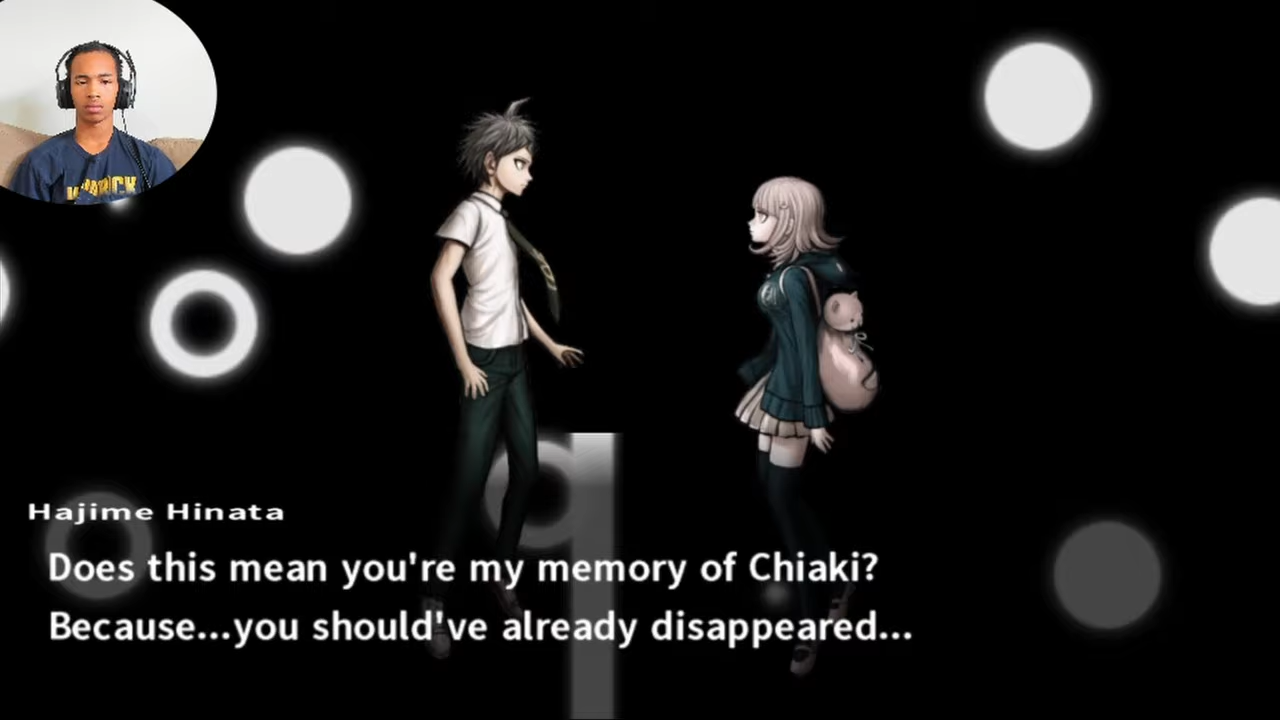 Hajime Hinata
Does this mean you're my memory of Chiaki?
Because...you should've already disappeared...